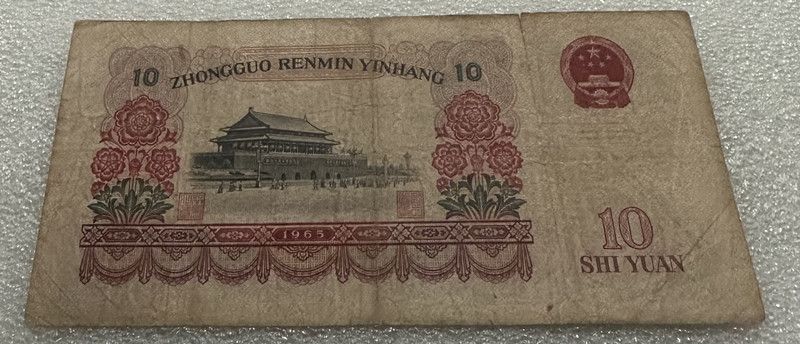 10 ZHONGGUO RENMIN YINHANG 10
1965
10
SHI YUAN